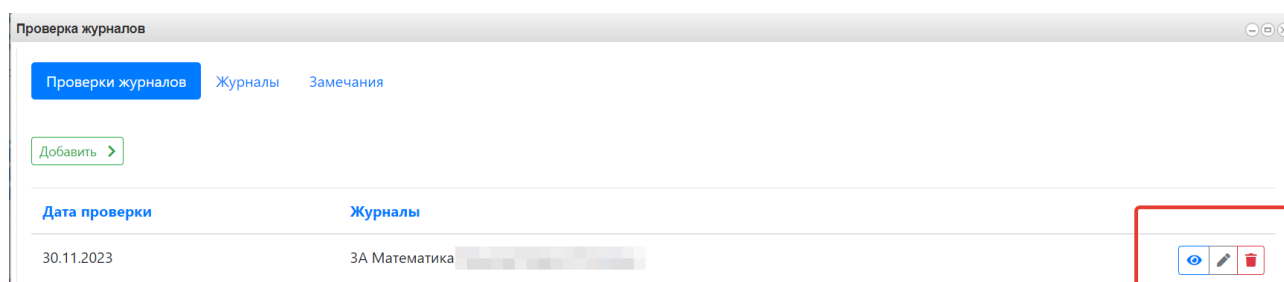 Проверка журналов
Проверки журналов Журналы Замечания
Добавить
Дата проверки Журналы
30.11.2023 3А Математика